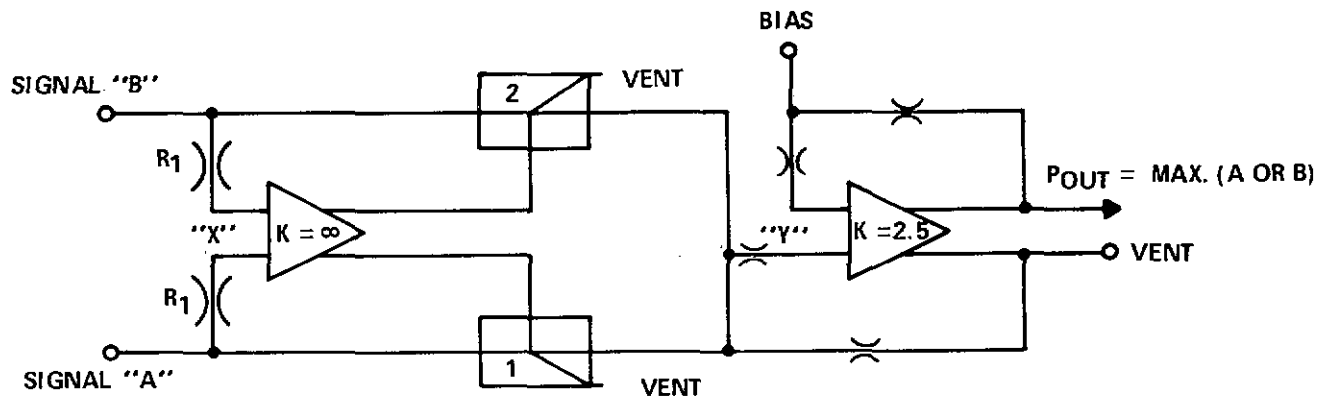 BIAS
SIGNAL "B"
2
VENT
R1
"X"
K = ∞
"Y"
K = 2.5
POUT = MAX. (A OR B)
VENT
R1
SIGNAL "A"
1
VENT